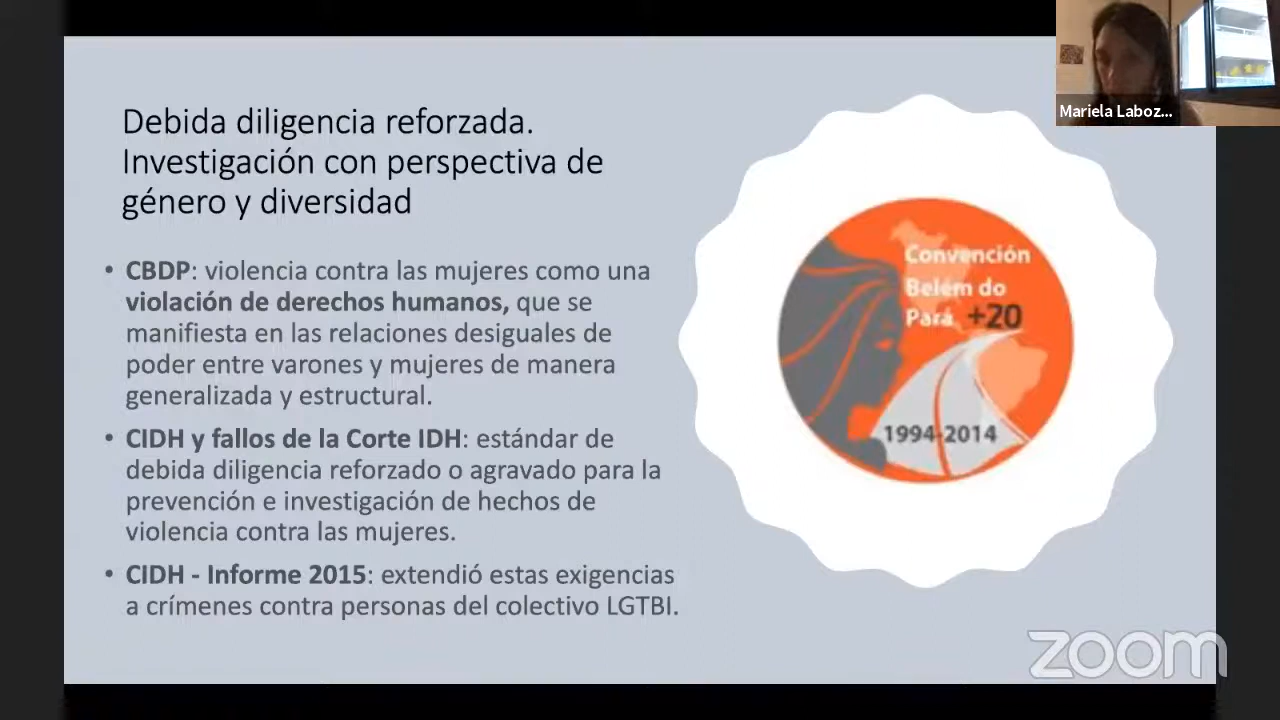 Debida diligencia reforzada.
Investigación con perspectiva de
género y diversidad
• CBDP: violencia contra las mujeres como una
violación de derechos humanos, que se
manifiesta en las relaciones desiguales de
poder entre varones y mujeres de manera
generalizada y estructural.
• CIDH y fallos de la Corte IDH: estándar de
debida diligencia reforzado o agravado para la
prevención e investigación de hechos de
violencia contra las mujeres.
• CIDH - Informe 2015: extendió estas exigencias
a crímenes contra personas del colectivo LGTBI.
Convención
Belém do
Pará +20
1994-2014
Mariela Laboz...
zoom